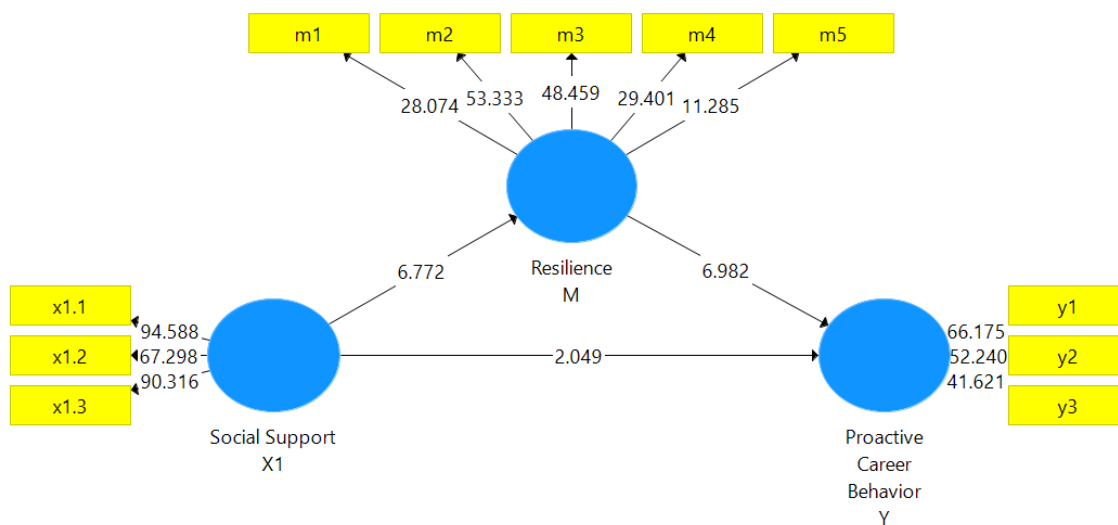 m1
m2
m3
m4
m5
28.074
53.333
48.459
29.401
11.285
Resilience
M
6.772
6.982
x1.1
x1.2
x1.3
94.588
67.298
90.316
2.049
66.175
52.240
41.621
y1
y2
y3
Social Support
X1
Proactive
Career
Behavior
Y